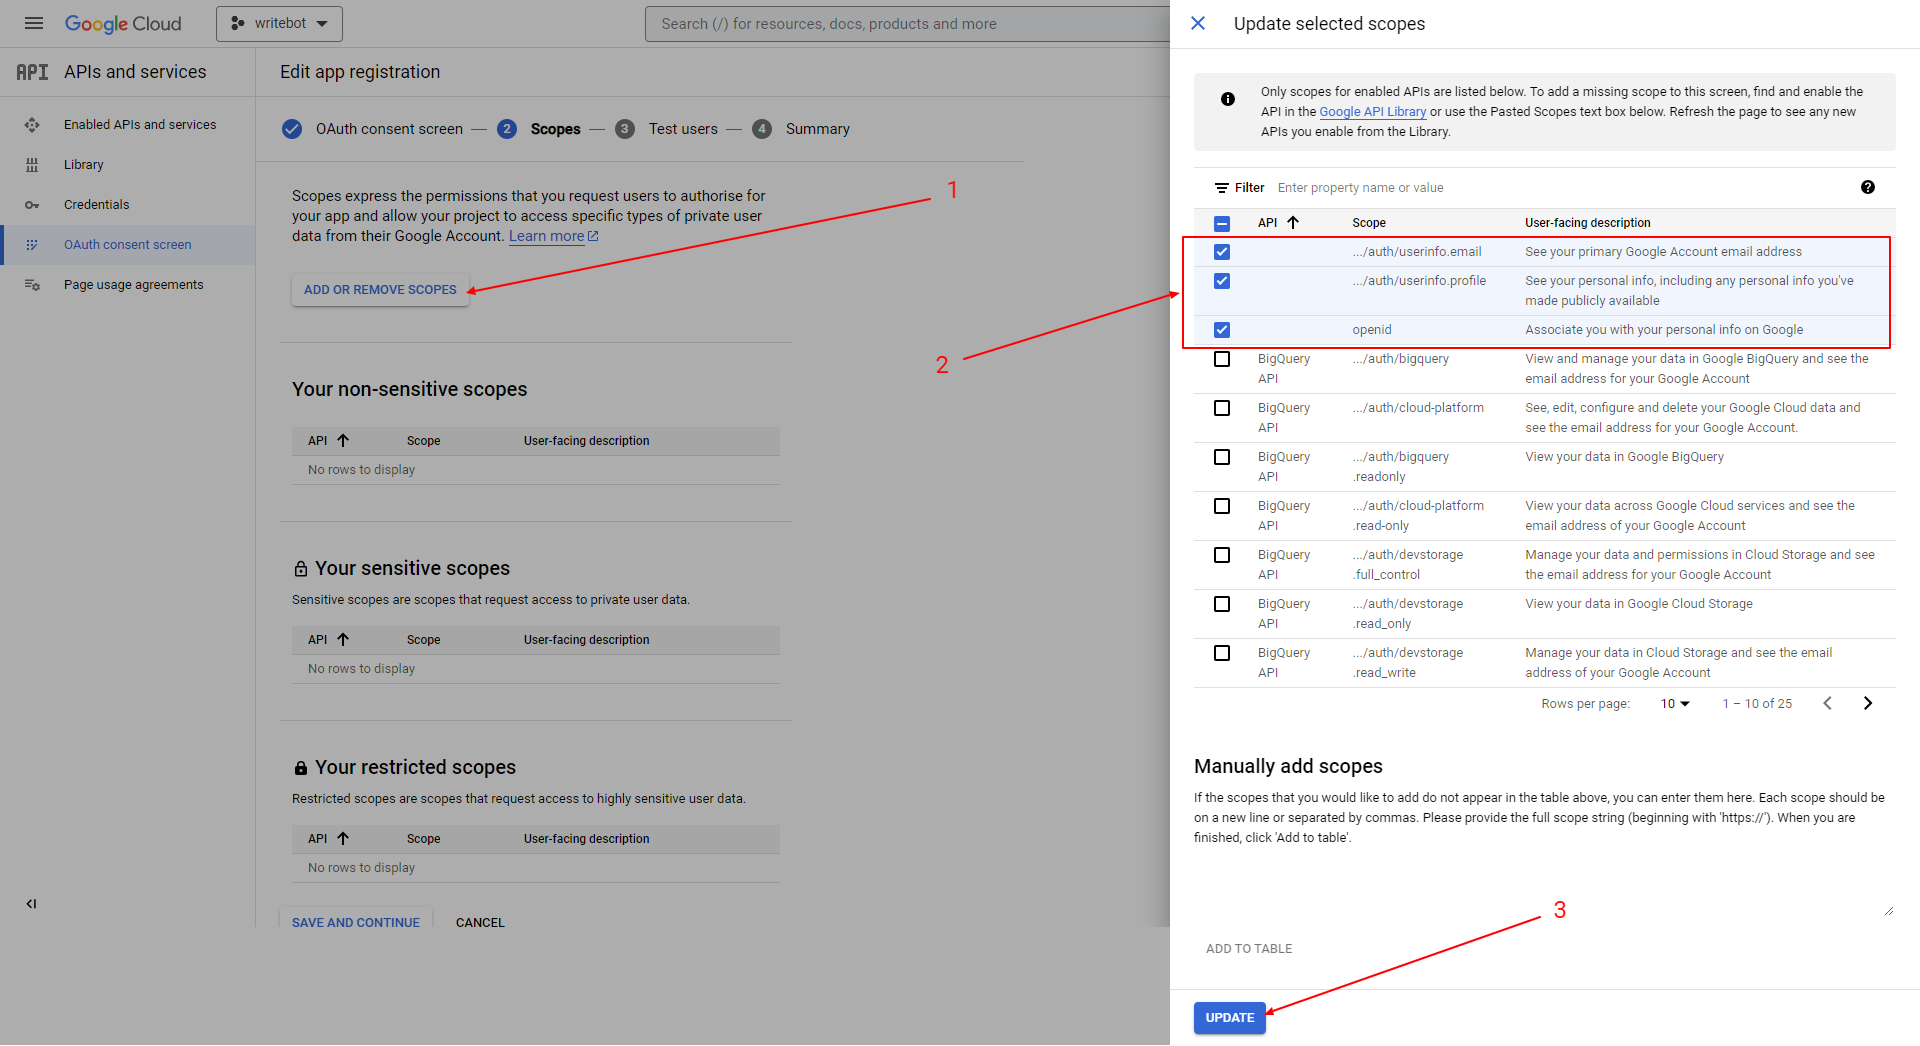 Google Cloud
writebot
Search (/) for resources, docs, products and more
API
APIs and services
Enabled APIs and services
Library
Credentials
OAuth consent screen
Page usage agreements
Edit app registration
OAuth consent screen — 2 Scopes — 3 Test users — 4 Summary
Scopes express the permissions that you request users to authorise for
your app and allow your project to access specific types of private user
data from their Google Account. Learn more
1
ADD OR REMOVE SCOPES
2
Your non-sensitive scopes
API Scope User-facing description
No rows to display
Your sensitive scopes
Sensitive scopes are scopes that request access to private user data.
API Scope User-facing description
No rows to display
Your restricted scopes
Restricted scopes are scopes that request access to highly sensitive user data.
API Scope User-facing description
No rows to display
SAVE AND CONTINUE CANCEL
Update selected scopes
Only scopes for enabled APIs are listed below. To add a missing scope to this screen, find and enable the
API in the Google API Library or use the Pasted Scopes text box below. Refresh the page to see any new
APIs you enable from the Library.
Filter Enter property name or value
API Scope User-facing description
.../auth/userinfo.email See your primary Google Account email address
.../auth/userinfo.profile See your personal info, including any personal info you've
made publicly available
openid Associate you with your personal info on Google
BigQuery .../auth/bigquery View and manage your data in Google BigQuery and see the
API email address for your Google Account
BigQuery .../auth/cloud-platform See, edit, configure and delete your Google Cloud data and
API see the email address for your Google Account.
BigQuery .../auth/bigquery View your data in Google BigQuery
API .readonly
BigQuery .../auth/cloud-platform View your data across Google Cloud services and see the
API .read-only email address of your Google Account
BigQuery .../auth/devstorage Manage your data and permissions in Cloud Storage and see
API .full_control the email address for your Google Account
BigQuery .../auth/devstorage View your data in Google Cloud Storage
API .read_only
BigQuery .../auth/devstorage Manage your data in Cloud Storage and see the email
API .read_write address of your Google Account
Rows per page: 10 1 – 10 of 25
Manually add scopes
If the scopes that you would like to add do not appear in the table above, you can enter them here. Each scope should be
on a new line or separated by commas. Please provide the full scope string (beginning with 'https://'). When you are
finished, click 'Add to table'.
3
ADD TO TABLE
UPDATE